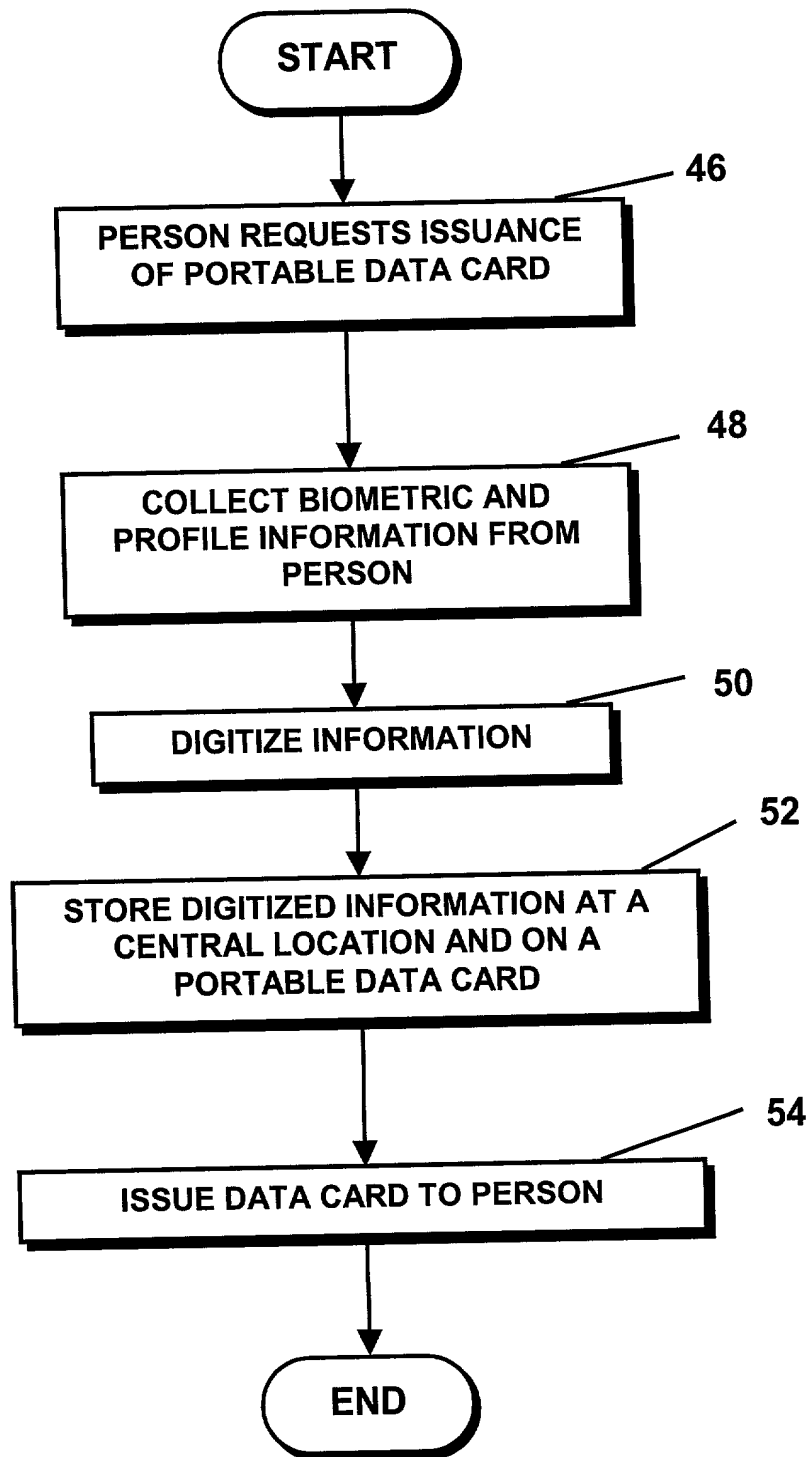 START
46
PERSON REQUESTS ISSUANCE
OF PORTABLE DATA CARD
48
COLLECT BIOMETRIC AND
PROFILE INFORMATION FROM
PERSON
50
DIGITIZE INFORMATION
52
STORE DIGITIZED INFORMATION AT A
CENTRAL LOCATION AND ON A
PORTABLE DATA CARD
54
ISSUE DATA CARD TO PERSON
END